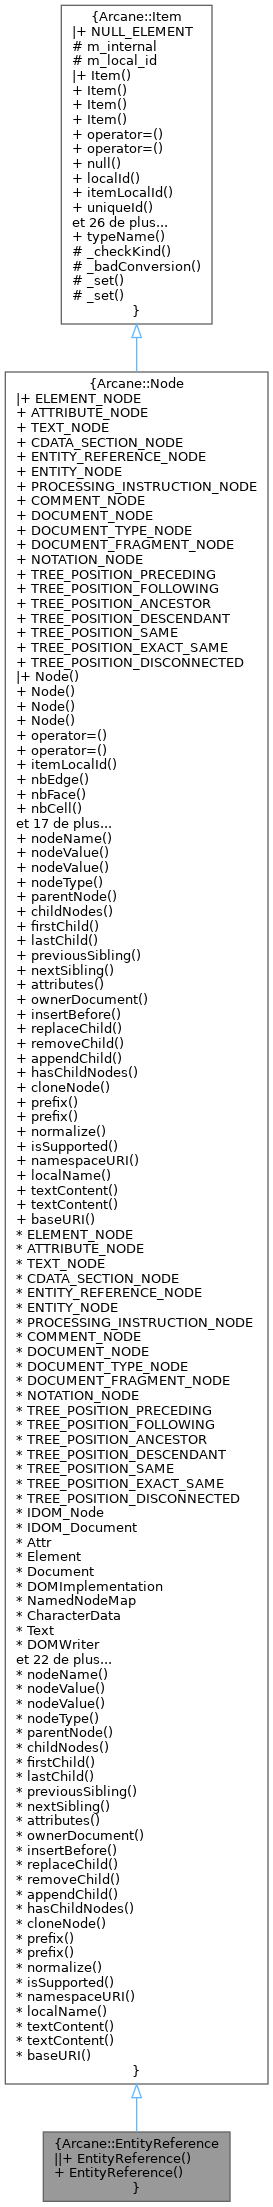 {Arcane::Item
|+ NULL_ELEMENT
# m_internal
# m_local_id
|+ Item()
+ Item()
+ Item()
+ Item()
+ operator=()
+ operator=()
+ null()
+ localId()
+ itemLocalId()
+ uniqueId()
et 26 de plus...
+ typeName()
# _checkKind()
# _badConversion()
# _set()
# _set()
}
{Arcane::Node
|+ ELEMENT_NODE
+ ATTRIBUTE_NODE
+ TEXT_NODE
+ CDATA_SECTION_NODE
+ ENTITY_REFERENCE_NODE
+ ENTITY_NODE
+ PROCESSING_INSTRUCTION_NODE
+ COMMENT_NODE
+ DOCUMENT_NODE
+ DOCUMENT_TYPE_NODE
+ DOCUMENT_FRAGMENT_NODE
+ NOTATION_NODE
+ TREE_POSITION_PRECEDING
+ TREE_POSITION_FOLLOWING
+ TREE_POSITION_ANCESTOR
+ TREE_POSITION_DESCENDANT
+ TREE_POSITION_SAME
+ TREE_POSITION_EXACT_SAME
+ TREE_POSITION_DISCONNECTED
|+ Node()
+ Node()
+ Node()
+ Node()
+ operator=()
+ operator=()
+ itemLocalId()
+ nbEdge()
+ nbFace()
+ nbCell()
et 17 de plus...
+ nodeName()
+ nodeValue()
+ nodeValue()
+ nodeType()
+ parentNode()
+ childNodes()
+ firstChild()
+ lastChild()
+ previousSibling()
+ nextSibling()
+ attributes()
+ ownerDocument()
+ insertBefore()
+ replaceChild()
+ removeChild()
+ appendChild()
+ hasChildNodes()
+ cloneNode()
+ prefix()
+ prefix()
+ normalize()
+ isSupported()
+ namespaceURI()
+ localName()
+ textContent()
+ textContent()
+ baseURI()
* ELEMENT_NODE
* ATTRIBUTE_NODE
* TEXT_NODE
* CDATA_SECTION_NODE
* ENTITY_REFERENCE_NODE
* ENTITY_NODE
* PROCESSING_INSTRUCTION_NODE
* COMMENT_NODE
* DOCUMENT_NODE
* DOCUMENT_TYPE_NODE
* DOCUMENT_FRAGMENT_NODE
* NOTATION_NODE
* TREE_POSITION_PRECEDING
* TREE_POSITION_FOLLOWING
* TREE_POSITION_ANCESTOR
* TREE_POSITION_DESCENDANT
* TREE_POSITION_SAME
* TREE_POSITION_EXACT_SAME
* TREE_POSITION_DISCONNECTED
* IDOM_Node
* IDOM_Document
* Attr
* Element
* Document
* DOMImplementation
* NamedNodeMap
* CharacterData
* Text
* DOMWriter
et 22 de plus...
* nodeName()
* nodeValue()
* nodeValue()
* nodeType()
* parentNode()
* childNodes()
* firstChild()
* lastChild()
* previousSibling()
* nextSibling()
* attributes()
* ownerDocument()
* insertBefore()
* replaceChild()
* removeChild()
* appendChild()
* hasChildNodes()
* cloneNode()
* prefix()
* prefix()
* normalize()
* isSupported()
* namespaceURI()
* localName()
* textContent()
* textContent()
* baseURI()
}
{Arcane::EntityReference
||+ EntityReference()
+ EntityReference()
}